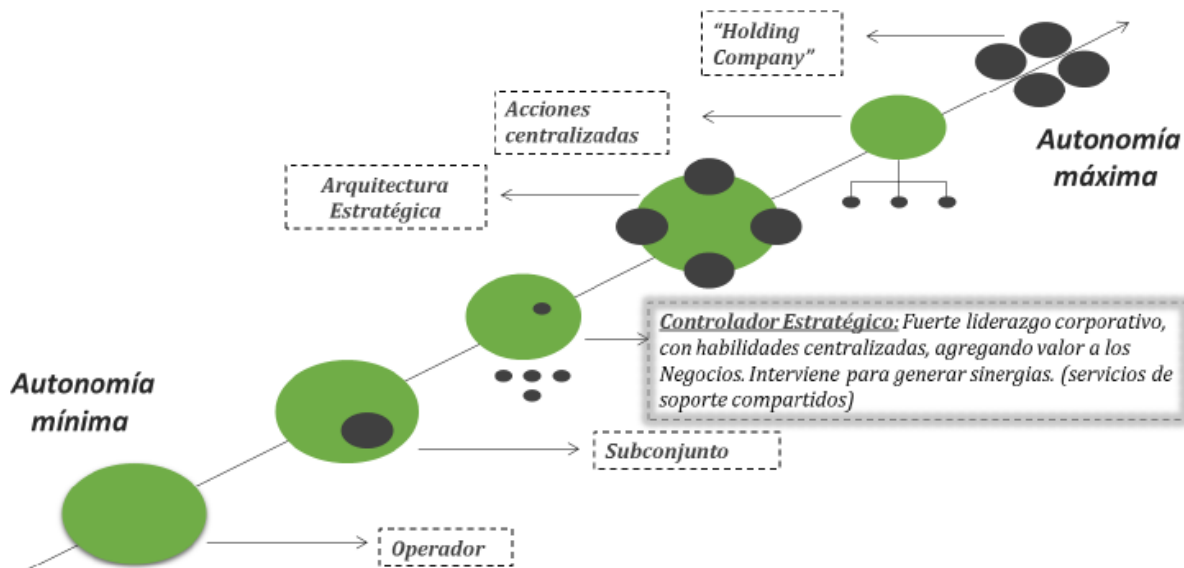 “Holding
Company”
Acciones
centralizadas
Autonomía
máxima
Arquitectura
Estratégica
Controlador Estratégico: Fuerte liderazgo corporativo,
con habilidades centralizadas, agregando valor a los
Negocios. Interviene para generar sinergias. (servicios de
soporte compartidos)
Autonomía
mínima
Subconjunto
Operador